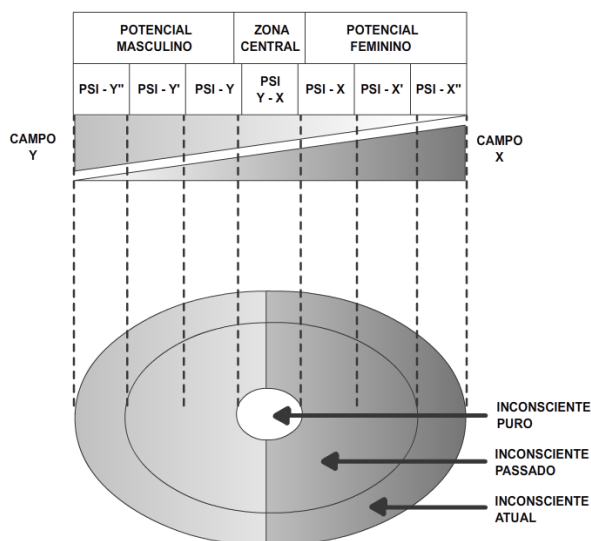 POTENCIAL
MASCULINO
ZONA
CENTRAL
POTENCIAL
FEMININO
PSI - Y"
PSI - Y'
PSI - Y
PSI
Y - X
PSI - X
PSI - X'
PSI - X"
CAMPO
Y
CAMPO
X
INCONSCIENTE
PURO
INCONSCIENTE
PASSADO
INCONSCIENTE
ATUAL